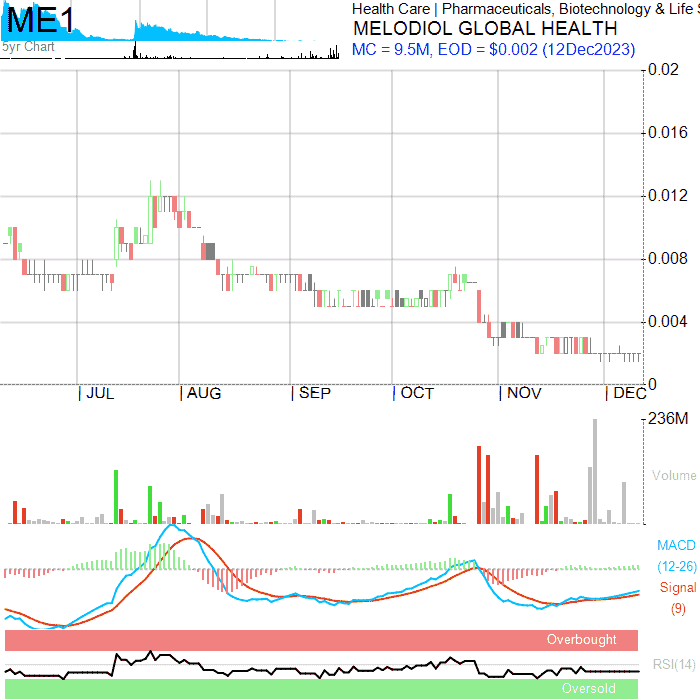 ME1
Health Care | Pharmaceuticals, Biotechnology & Life S
MELODIOL GLOBAL HEALTH
5yr Chart
MC = 9.5M, EOD = $0.002 (12Dec2023)
0.02
0.016
0.012
0.008
0.004
0
JUL AUG SEP OCT NOV DEC
236M
Volume
MACD
(12-26)
Signal
(9)
Overbought
RSI(14)
Oversold